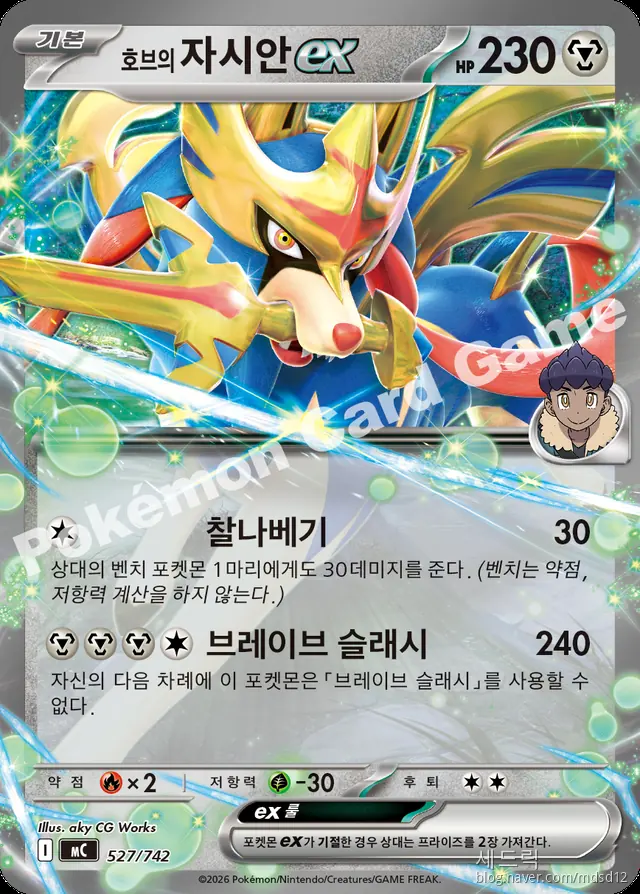 기본
호브의 자시안 ex HP 230
Pokémon Card Game
찰나베기 30
상대의 벤치 포켓몬 1마리에게도 30데미지를 준다. (벤치는 약점,
저항력 계산을 하지 않는다.)
브레이브 슬래시 240
자신의 다음 차례에 이 포켓몬은 「브레이브 슬래시」를 사용할 수
없다.
약점 ×2 저항력 -30 후퇴
ex 룰
포켓몬 ex가 기절한 경우 상대는 프라이즈를 2장 가져간다.
Illus. aky CG Works
I mC 527/742
©2026 Pokémon/Nintendo/Creatures/GAME FREAK.
세드릭
blog.naver.com/mdsd12